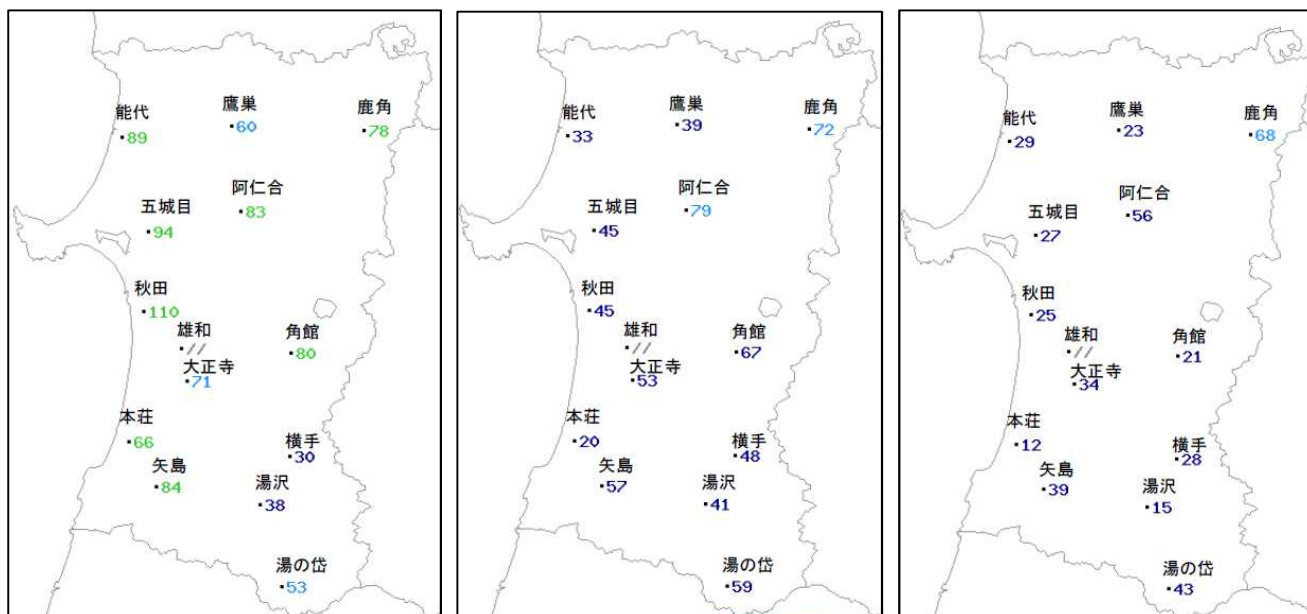 能代
89
鷹巣
60
鹿角
78
阿仁合
83
五城目
94
秋田
110
雄和
//
角館
80
大正寺
71
本荘
66
横手
30
矢島
84
湯沢
38
湯の岱
53
能代
33
鷹巣
39
鹿角
72
阿仁合
79
五城目
45
秋田
45
雄和
//
角館
67
大正寺
53
本荘
20
横手
48
矢島
57
湯沢
41
湯の岱
59
能代
29
鷹巣
23
鹿角
68
阿仁合
56
五城目
27
秋田
25
雄和
//
角館
21
大正寺
34
本荘
12
横手
28
矢島
39
湯沢
15
湯の岱
43